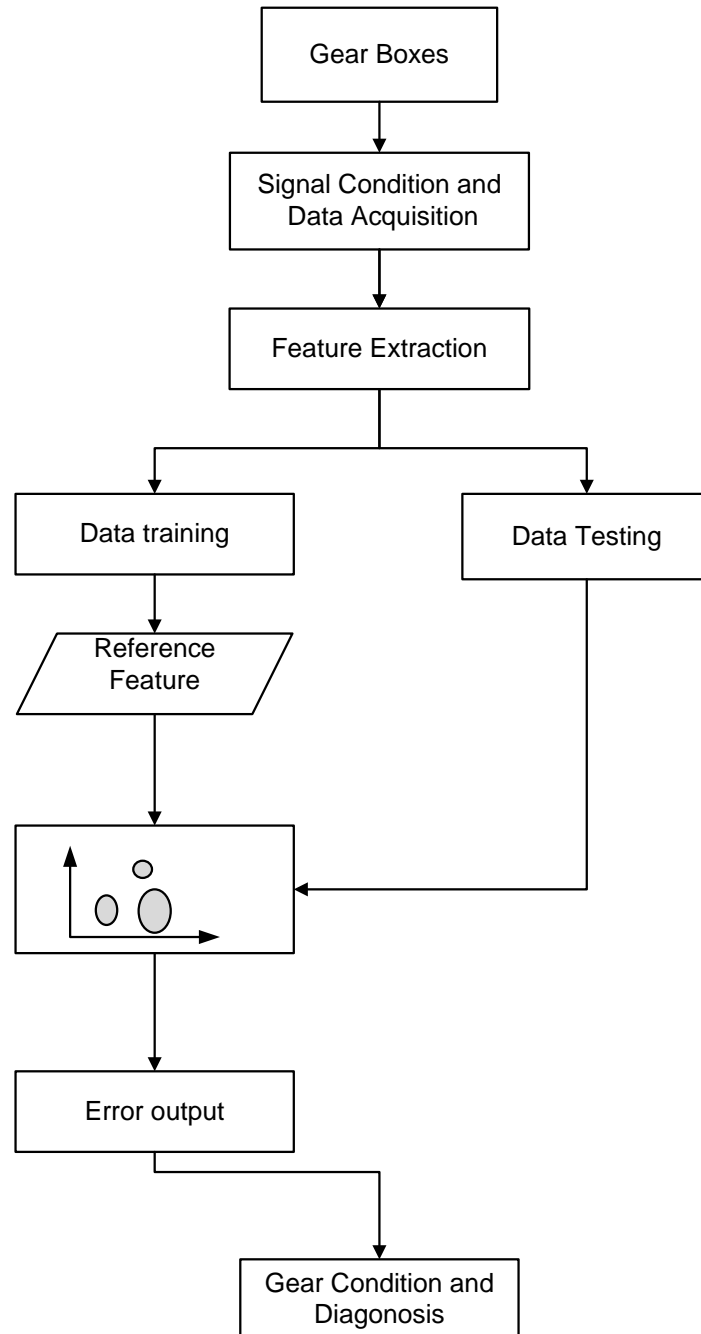 Gear Boxes
Signal Condition and
Data Acquisition
Feature Extraction
Data training
Data Testing
Reference
Feature
Error output
Gear Condition and
Diagonosis